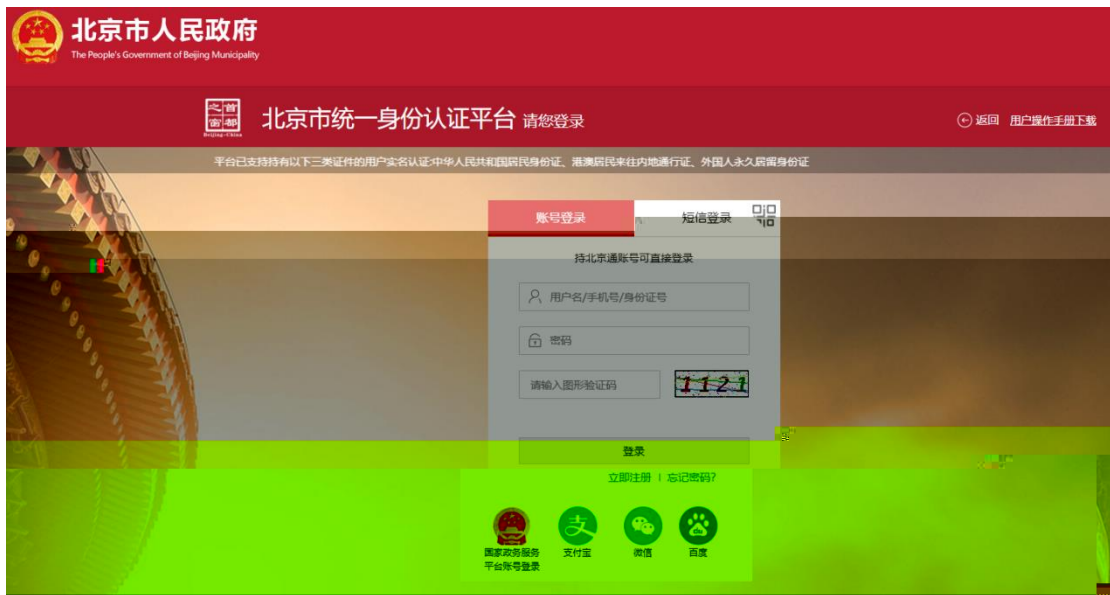 北京市人民政府
The People's Government of Beijing Municipality
首都之窗
Beijing-China
北京市统一身份认证平台 请您登录
返回 用户操作手册下载
平台已支持持有以下三类证件的用户实名认证:中华人民共和国居民身份证、港澳居民来往内地通行证、外国人永久居留身份证
账号登录 短信登录
持北京通账号可直接登录
用户名/手机号/身份证号
密码
请输入图形验证码 1121
登录
立即注册 | 忘记密码?
国家政务服务平台账号登录
支付宝
微信
百度